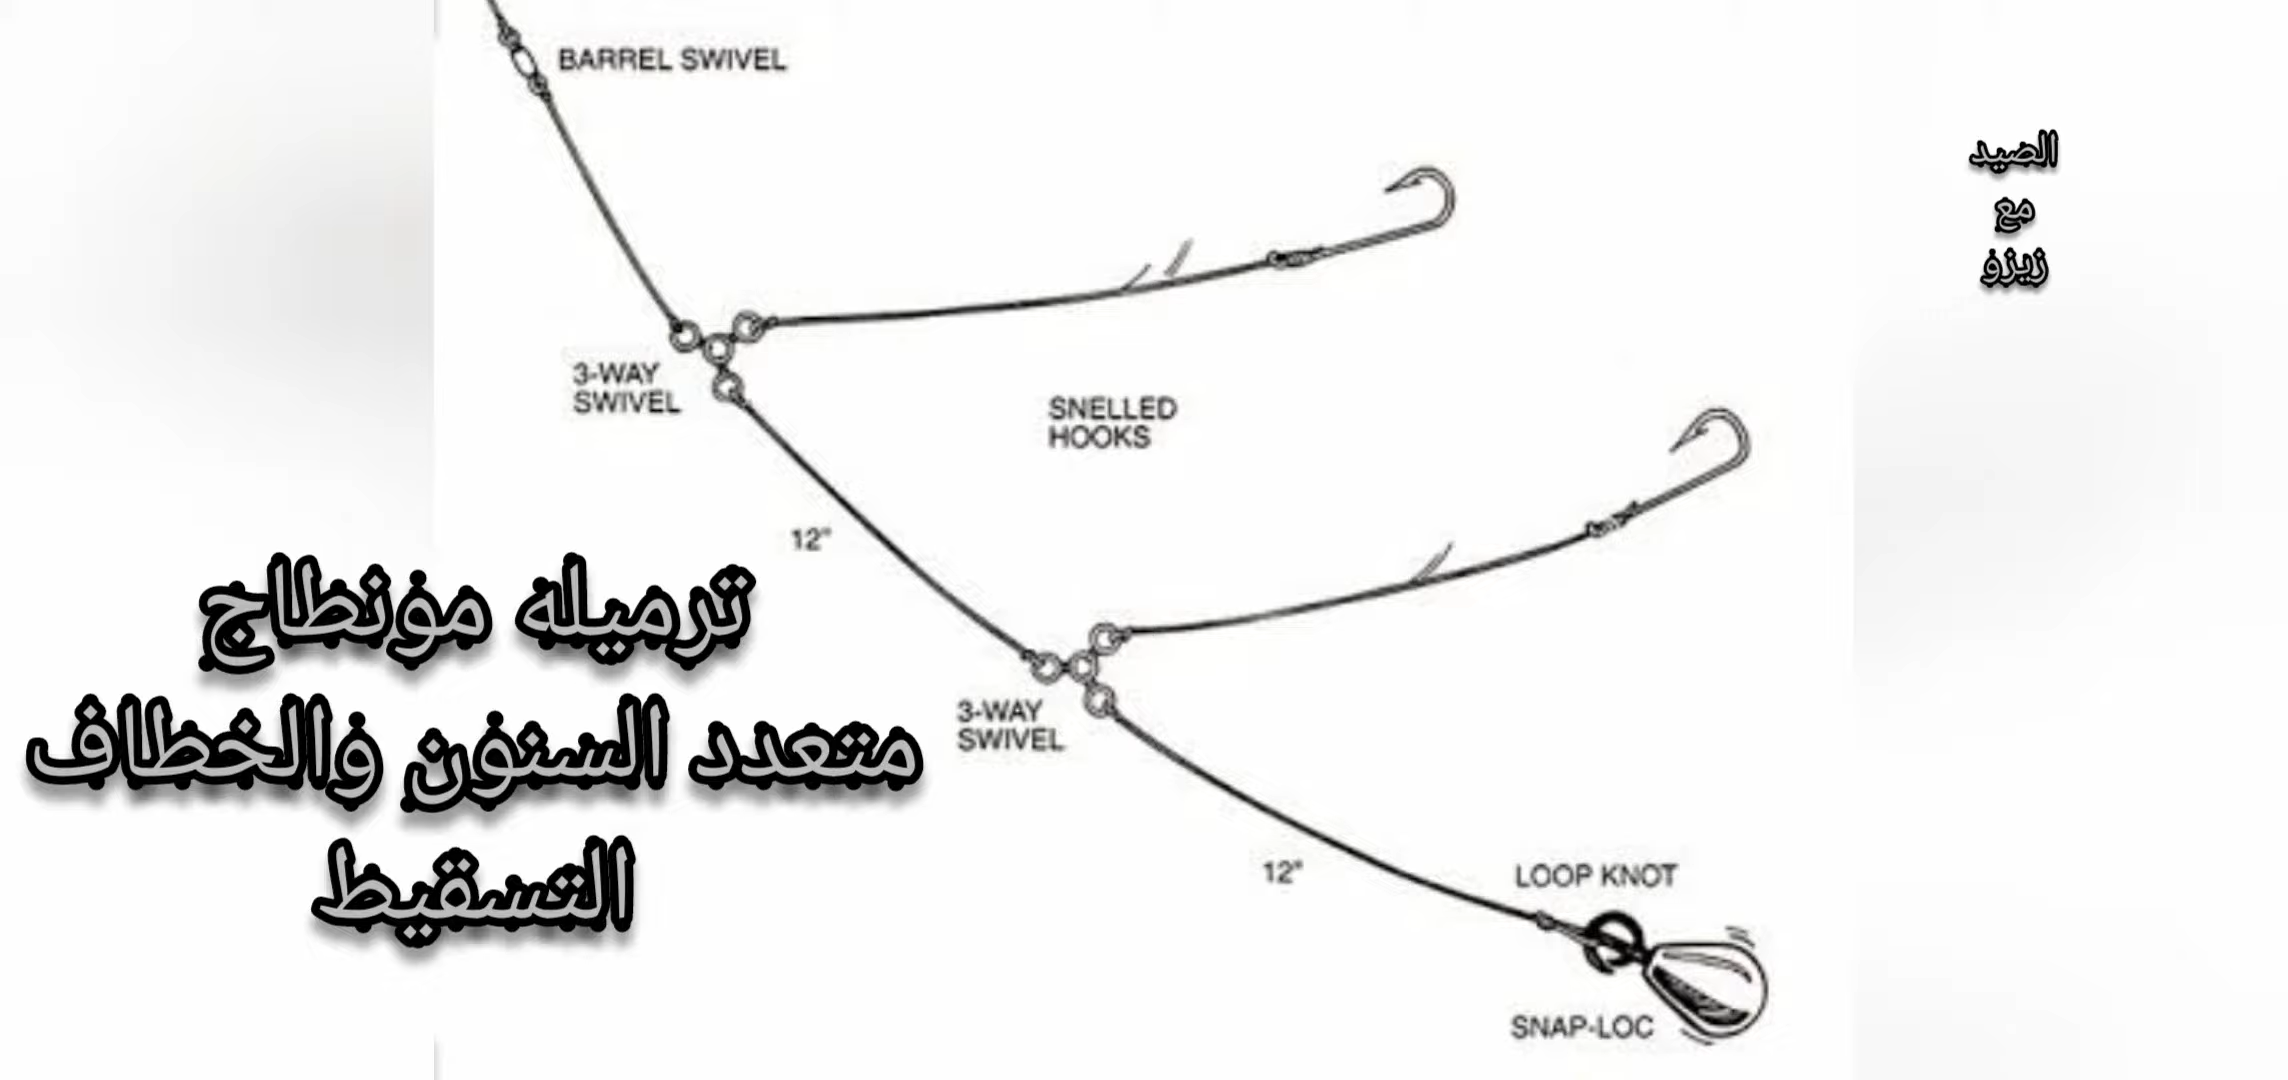 BARREL SWIVEL
الصيد
مع
زيزو
3-WAY
SWIVEL
SNELLED
HOOKS
12"
ترميله مونطاج
متعدد السنون والخطاف
التسقيط
3-WAY
SWIVEL
12"
LOOP KNOT
SNAP-LOC